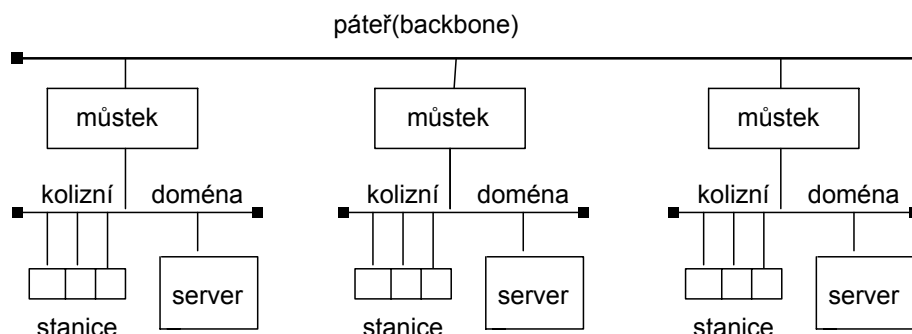 páteř(backbone)
můstek můstek můstek
kolizní doména kolizní doména kolizní doména
server server server
stanice stanice stanice